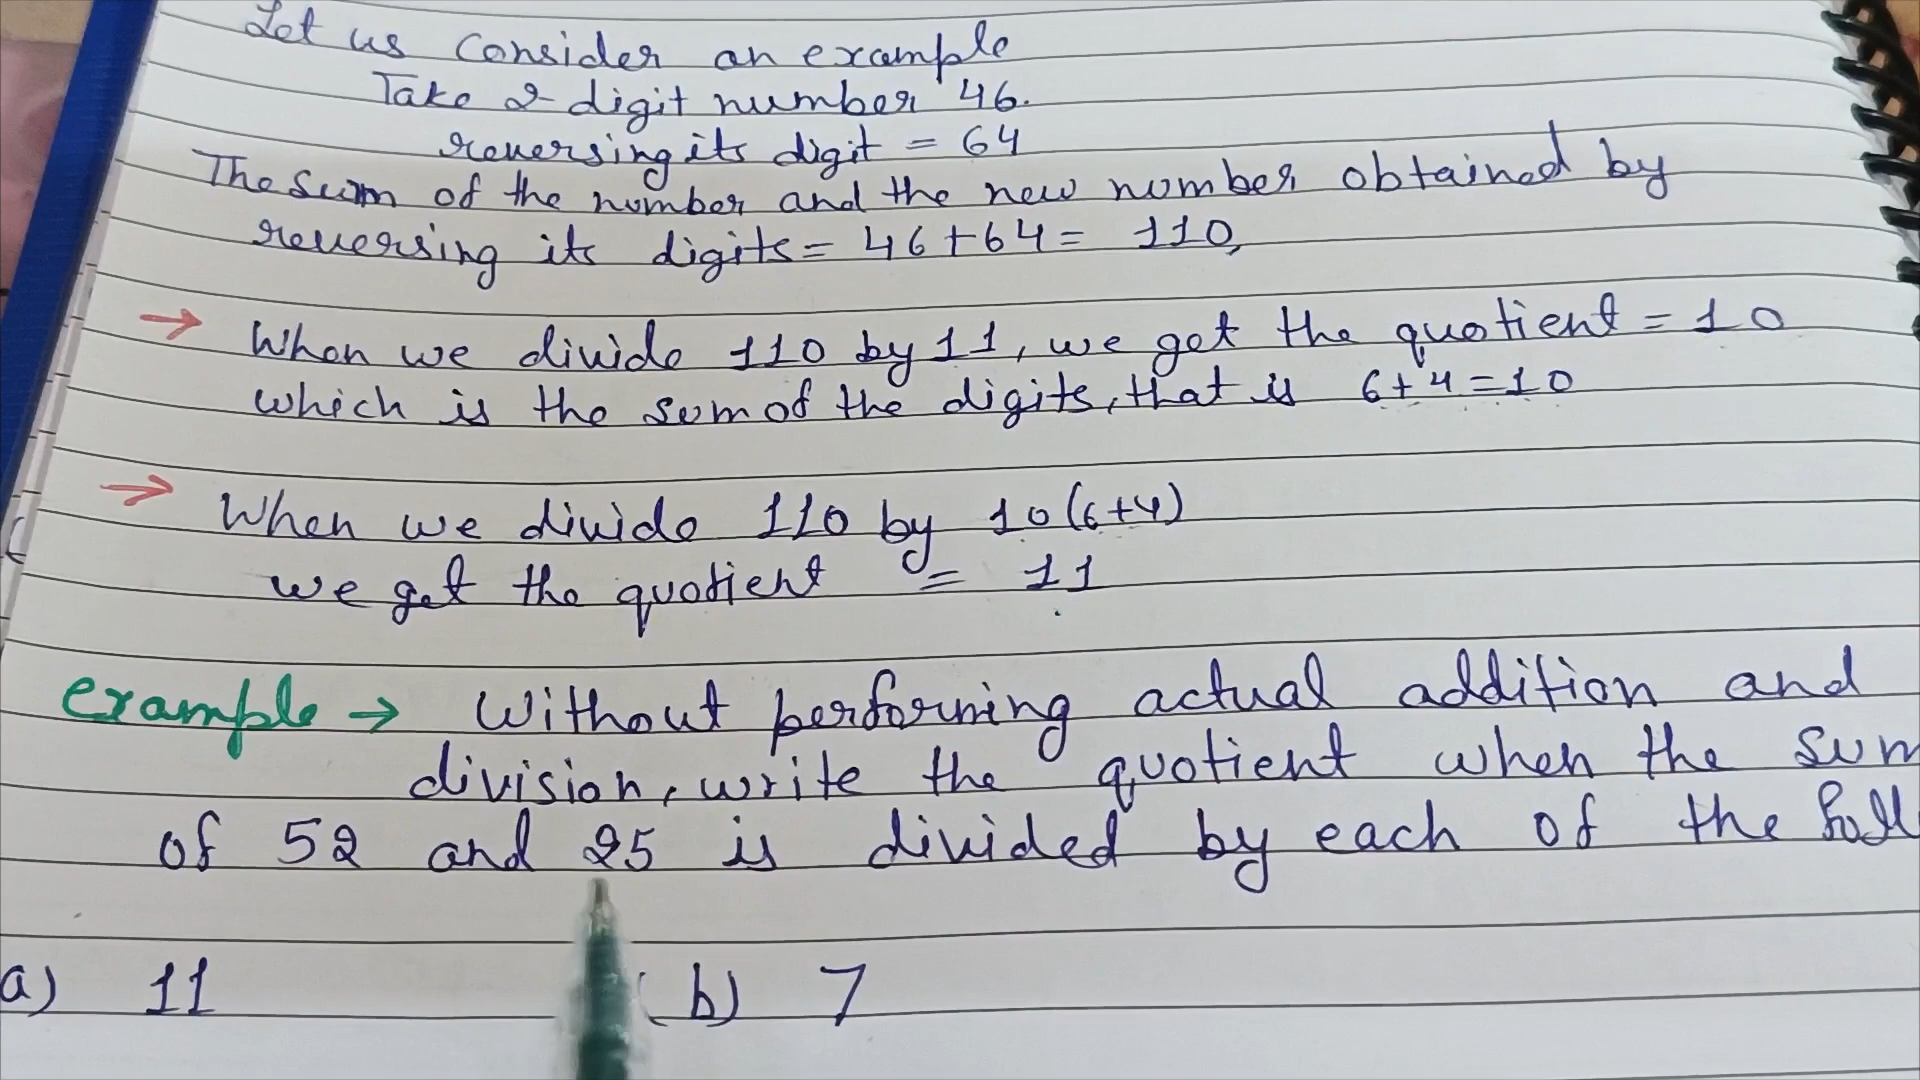 Let us consider an example
Take 2 digit number 46.
reversing its digit = 64
The sum of the number and the new number obtained by
reversing its digits = 46+64 = 110
→ When we divide 110 by 11, we get the quotient = 10
which is the sum of the digits, that is 6+4=10
→ When we divide 110 by 10(6+4)
we get the quotient = 11
example → Without performing actual addition and
division, write the quotient when the sum
of 52 and 25 is divided by each of the foll
a) 11 (b) 7